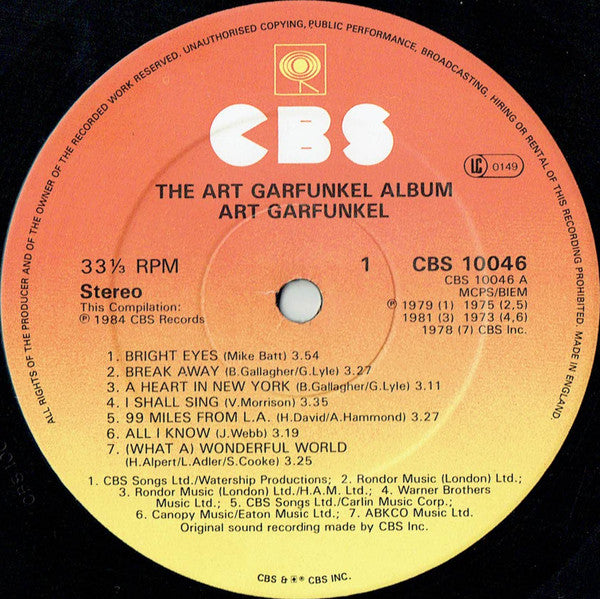 ALL RIGHTS OF THE PRODUCER AND OF THE OWNER OF THE RECORDED WORK RESERVED. UNAUTHORISED COPYING, PUBLIC PERFORMANCE, BROADCASTING, HIRING OR RENTAL OF THIS RECORDING PROHIBITED. MADE IN ENGLAND.
CBS
LC 0149
THE ART GARFUNKEL ALBUM
ART GARFUNKEL
33⅓ RPM 1 CBS 10046
Stereo CBS 10046 A
This Compilation: MCPS/BIEM
℗ 1984 CBS Records ℗ 1979 (1) 1975 (2,5)
1981 (3) 1973 (4,6)
1978 (7) CBS Inc.
1. BRIGHT EYES (Mike Batt) 3.54
2. BREAK AWAY (B.Gallagher/G.Lyle) 3.27
3. A HEART IN NEW YORK (B.Gallagher/G.Lyle) 3.11
4. I SHALL SING (V.Morrison) 3.35
5. 99 MILES FROM L.A. (H.David/A.Hammond) 3.27
6. ALL I KNOW (J.Webb) 3.19
7. (WHAT A) WONDERFUL WORLD
(H.Alpert/L.Adler/S.Cooke) 3.25
1. CBS Songs Ltd./Watership Productions; 2. Rondor Music (London) Ltd.;
3. Rondor Music (London) Ltd./H.A.M. Ltd.; 4. Warner Brothers
Music Ltd.; 5. CBS Songs Ltd./Carlin Music Corp.;
6. Canopy Music/Eaton Music Ltd.; 7. ABKCO Music Ltd.
Original sound recording made by CBS Inc.
CBS & ® CBS INC.